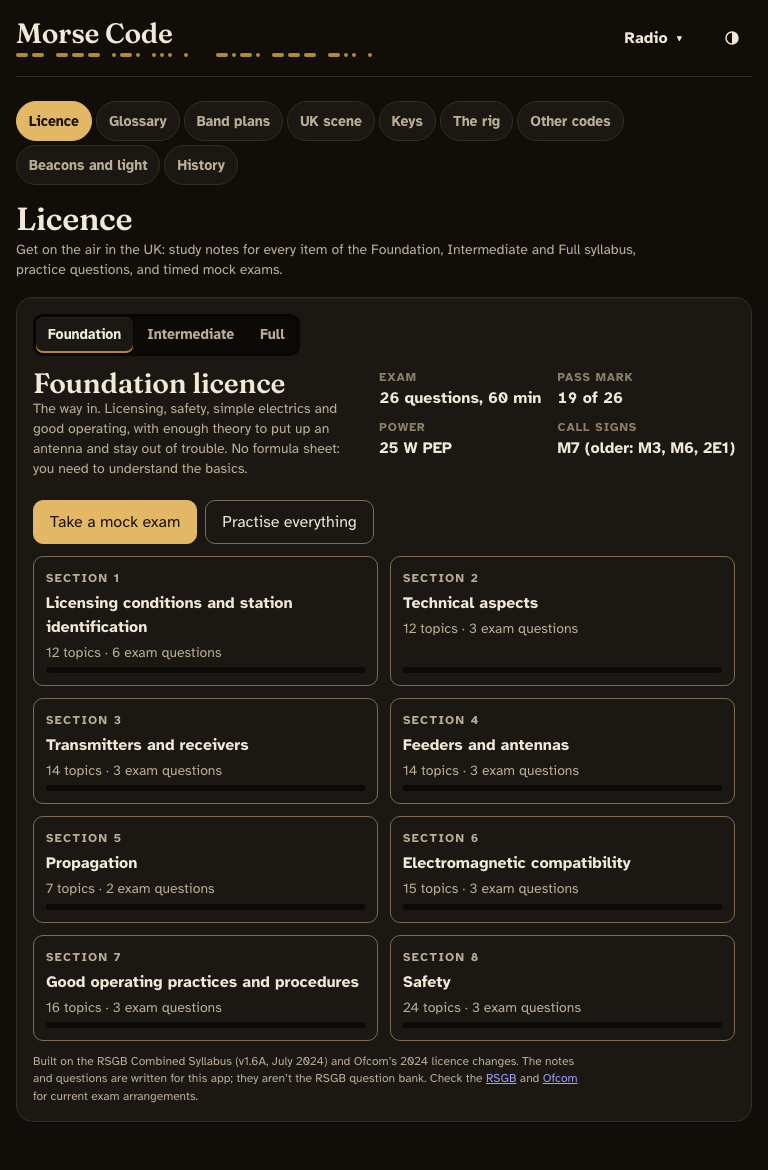 Morse Code
Radio ▾
Licence
Glossary
Band plans
UK scene
Keys
The rig
Other codes
Beacons and light
History
Licence
Get on the air in the UK: study notes for every item of the Foundation, Intermediate and Full syllabus,
practice questions, and timed mock exams.
Foundation
Intermediate
Full
Foundation licence
The way in. Licensing, safety, simple electrics and
good operating, with enough theory to put up an
antenna and stay out of trouble. No formula sheet:
you need to understand the basics.
EXAM
26 questions, 60 min
PASS MARK
19 of 26
POWER
25 W PEP
CALL SIGNS
M7 (older: M3, M6, 2E1)
Take a mock exam
Practise everything
SECTION 1
Licensing conditions and station
identification
12 topics · 6 exam questions
SECTION 2
Technical aspects
12 topics · 3 exam questions
SECTION 3
Transmitters and receivers
14 topics · 3 exam questions
SECTION 4
Feeders and antennas
14 topics · 3 exam questions
SECTION 5
Propagation
7 topics · 2 exam questions
SECTION 6
Electromagnetic compatibility
15 topics · 3 exam questions
SECTION 7
Good operating practices and procedures
16 topics · 3 exam questions
SECTION 8
Safety
24 topics · 3 exam questions
Built on the RSGB Combined Syllabus (v1.6A, July 2024) and Ofcom's 2024 licence changes. The notes
and questions are written for this app; they aren't the RSGB question bank. Check the RSGB and Ofcom
for current exam arrangements.